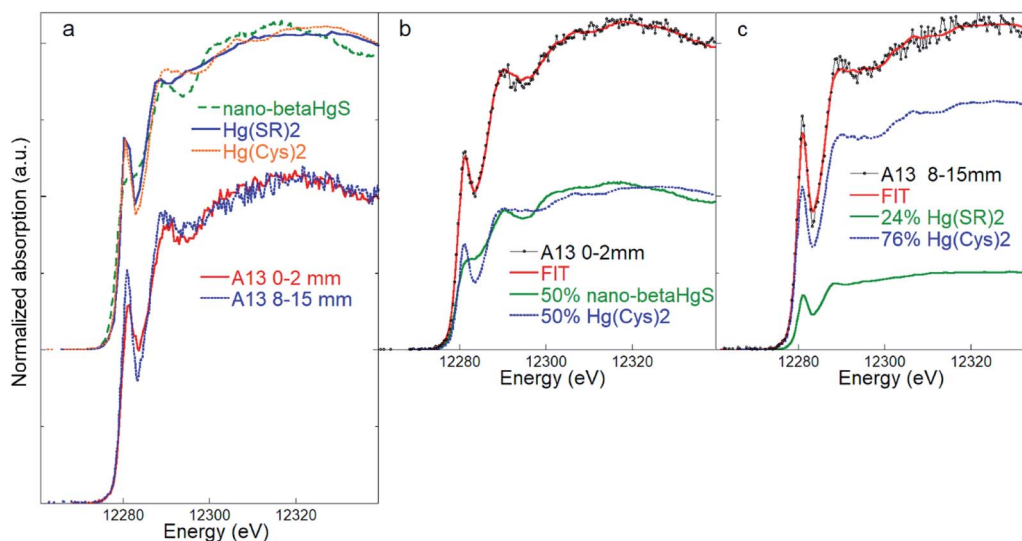 Normalized absorption (a.u.)
a
nano-betaHgS
Hg(SR)2
Hg(Cys)2
A13 0-2 mm
A13 8-15 mm
12280
12300
12320
Energy (eV)
b
A13 0-2mm
FIT
50% nano-betaHgS
50% Hg(Cys)2
12280
12300
12320
Energy (eV)
c
A13 8-15mm
FIT
24% Hg(SR)2
76% Hg(Cys)2
12280
12300
12320
Energy (eV)